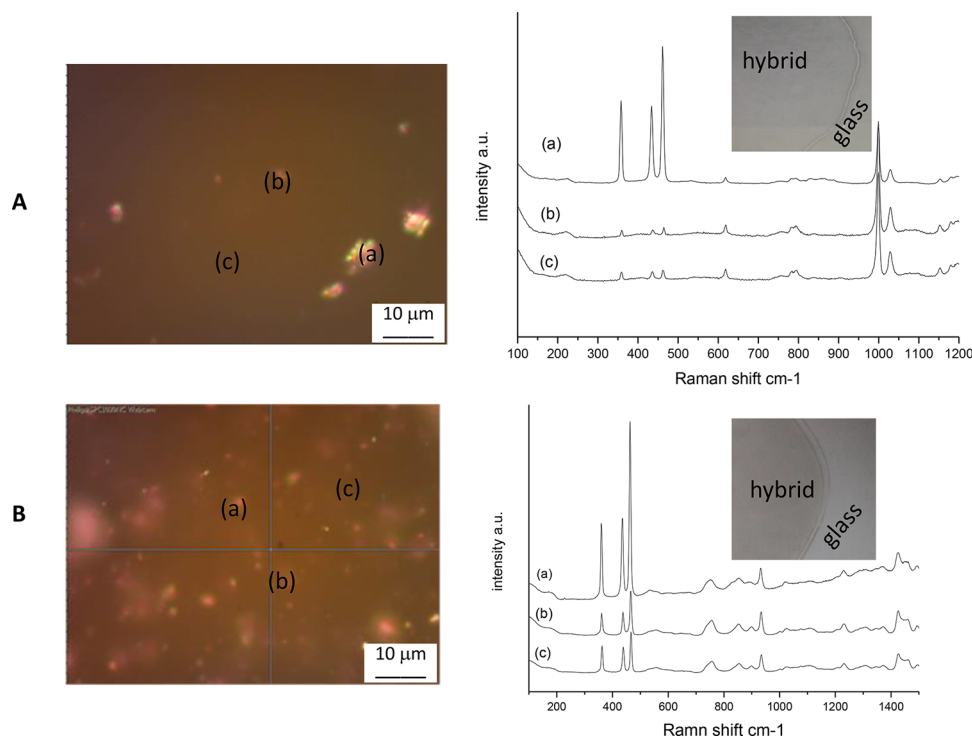 A
(b)
(c)
(a)
10 μm
intensity a.u.
hybrid
glass
(a)
(b)
(c)
100 200 300 400 500 600 700 800 900 1000 1100 1200
Raman shift cm-1
B
(a)
(c)
(b)
10 μm
intensity a.u.
hybrid
glass
(a)
(b)
(c)
200 400 600 800 1000 1200 1400
Ramn shift cm-1